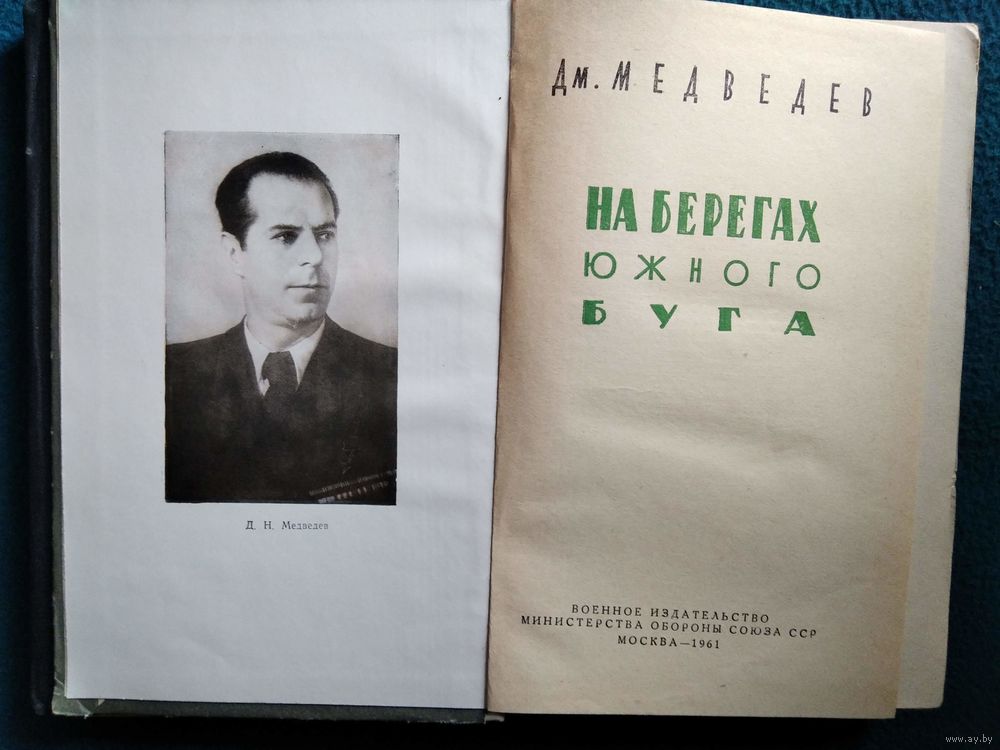 Д. Н. Медведев
Дм. МЕДВЕДЕВ
НА БЕРЕГАХ
ЮЖНОГО
БУГА
ВОЕННОЕ ИЗДАТЕЛЬСТВО
МИНИСТЕРСТВА ОБОРОНЫ СОЮЗА ССР
МОСКВА—1961
www.ay.by